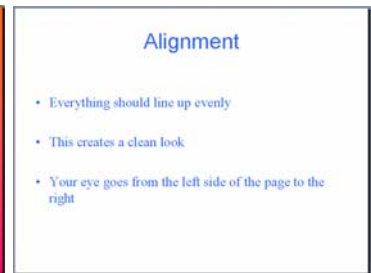 Alignment
• Everything should line up evenly
• This creates a clean look
• Your eye goes from the left side of the page to the
right